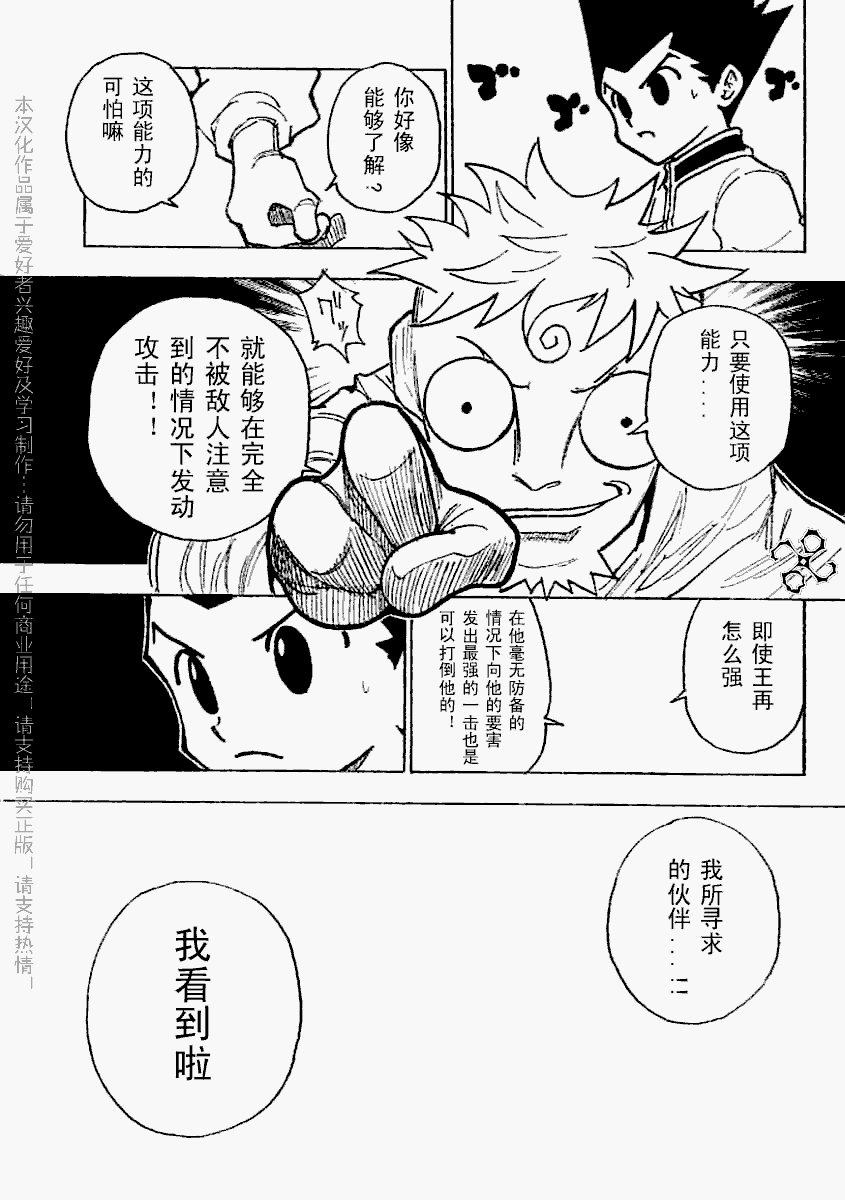 ゴ
ゴ
ゴ
你好像
能够了解?
这项能力的
可怕嘛
只要使用这项
能力....
就能够在完全
不被敌人注意
到的情况下发动
攻击!!
即使王再
怎么强
在他毫无防备的
情况下向他的要害
发出最强的一击也是
可以打倒他的!
我所寻求
的伙伴....!!
我看到啦
本汉化作品属于爱好者兴趣爱好及学习制作…请勿用于任何商业用途。请支持购买正版。请支持热情。